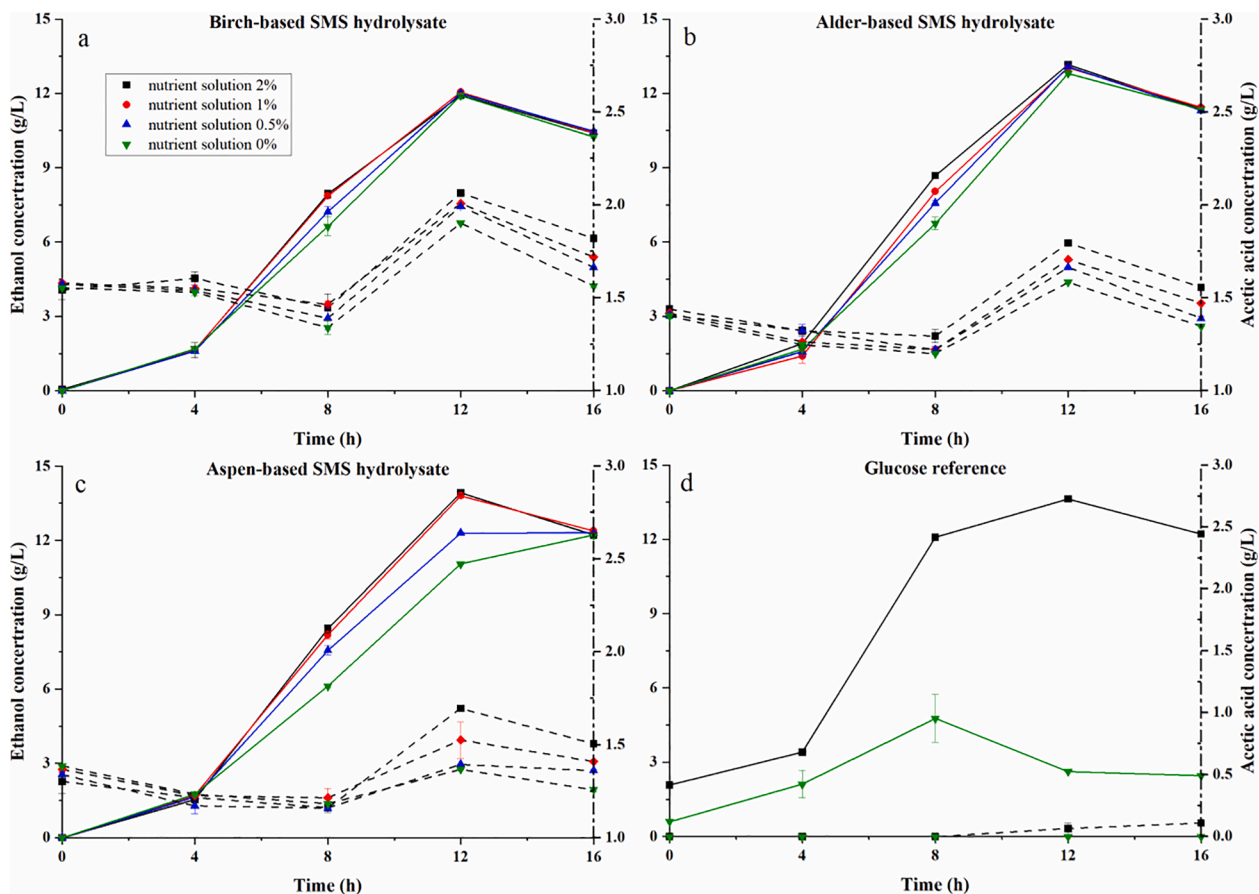 Birch-based SMS hydrolysate
a
15
12
9
6
3
0
3.0
2.5
2.0
1.5
1.0
Ethanol concertration (g/L)
nutrient solution 2%
nutrient solution 1%
nutrient solution 0.5%
nutrient solution 0%
0 4 8 12 16
Time (h)
Alder-based SMS hydrolysate
b
15
12
9
6
3
0
3.0
2.5
2.0
1.5
1.0
Acetic acid concertration (g/L)
0 4 8 12 16
Time (h)
Aspen-based SMS hydrolysate
c
15
12
9
6
3
0
3.0
2.5
2.0
1.5
1.0
Ethanol concertration (g/L)
0 4 8 12 16
Time (h)
Glucose reference
d
15
12
9
6
3
0
3.0
2.5
2.0
1.5
1.0
0.5
0.0
Acetic acid concertration (g/L)
0 4 8 12 16
Time (h)